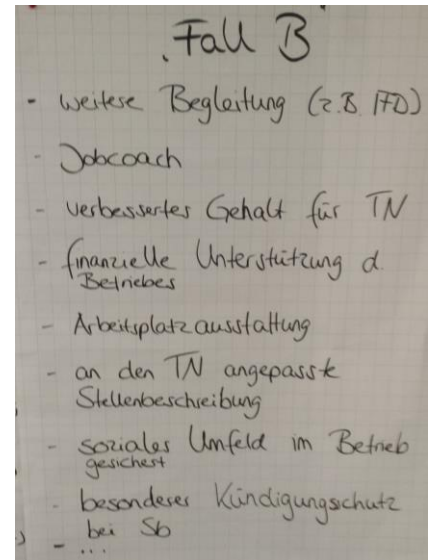 Fall B
- weitere Begleitung (z.B. IFD)
- Jobcoach
- verbessertes Gehalt für TN
- finanzielle Unterstützung d.
Betriebes
- Arbeitsplatzausstattung
- an den TN angepasste
Stellenbeschreibung
- soziales Umfeld im Betrieb
gesichert
- besonderer Kündigungsschutz
bei Sb
- ...